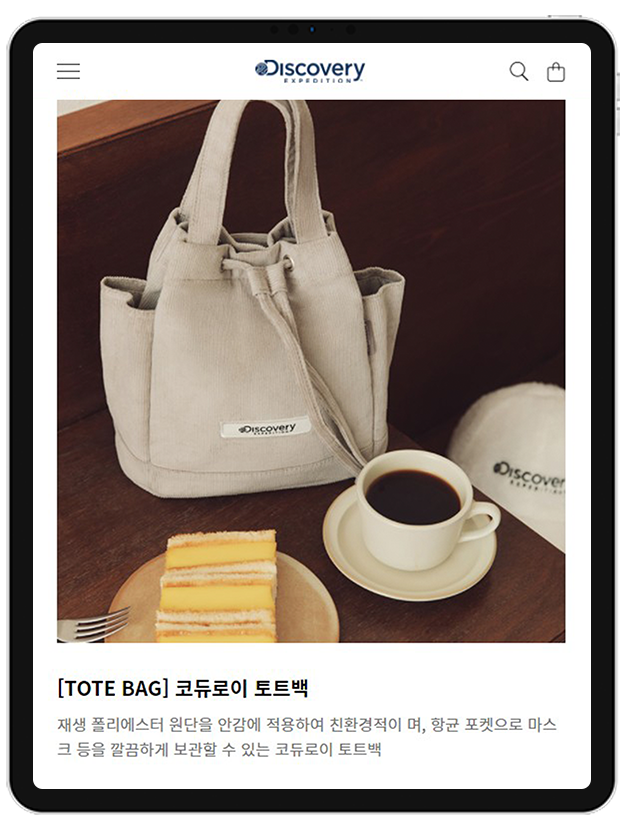 Discovery
EXPEDITION
Discovery
EXPEDITION
Discover
EXPEDITION
[TOTE BAG] 코듀로이 토트백
재생 폴리에스터 원단을 안감에 적용하여 친환경적이 며, 항균 포켓으로 마스
크 등을 깔끔하게 보관할 수 있는 코듀로이 토트백